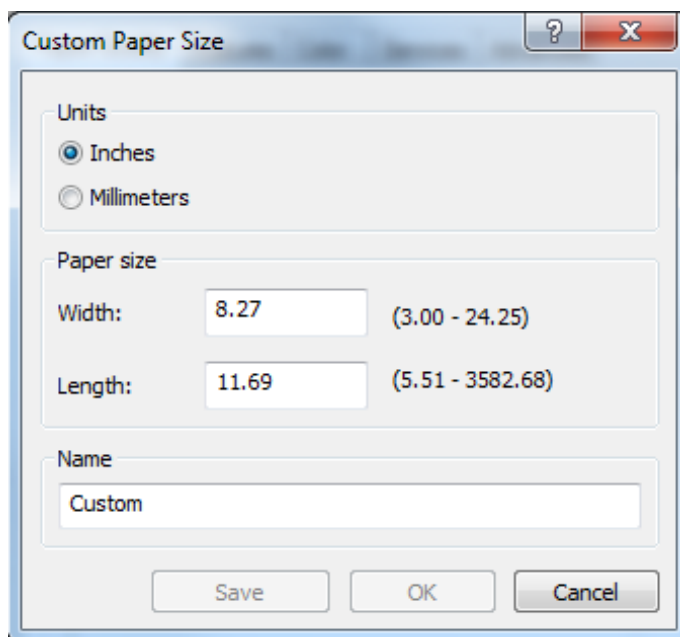 Custom Paper Size
Units
Inches
Millimeters
Paper size
Width: 8.27 (3.00 - 24.25)
Length: 11.69 (5.51 - 3582.68)
Name
Custom
Save OK Cancel